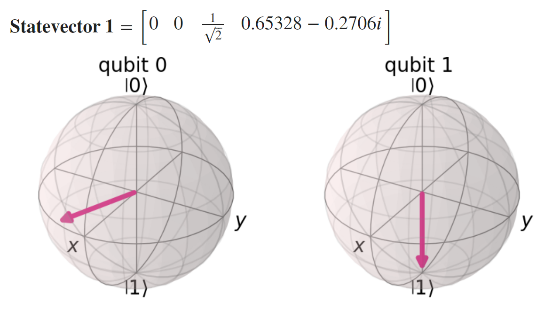 Statevector 1 = [0 0 1/√2 0.65328 − 0.2706i]
qubit 0 qubit 1
|0⟩ |0⟩
y y
x x
|1⟩ |1⟩